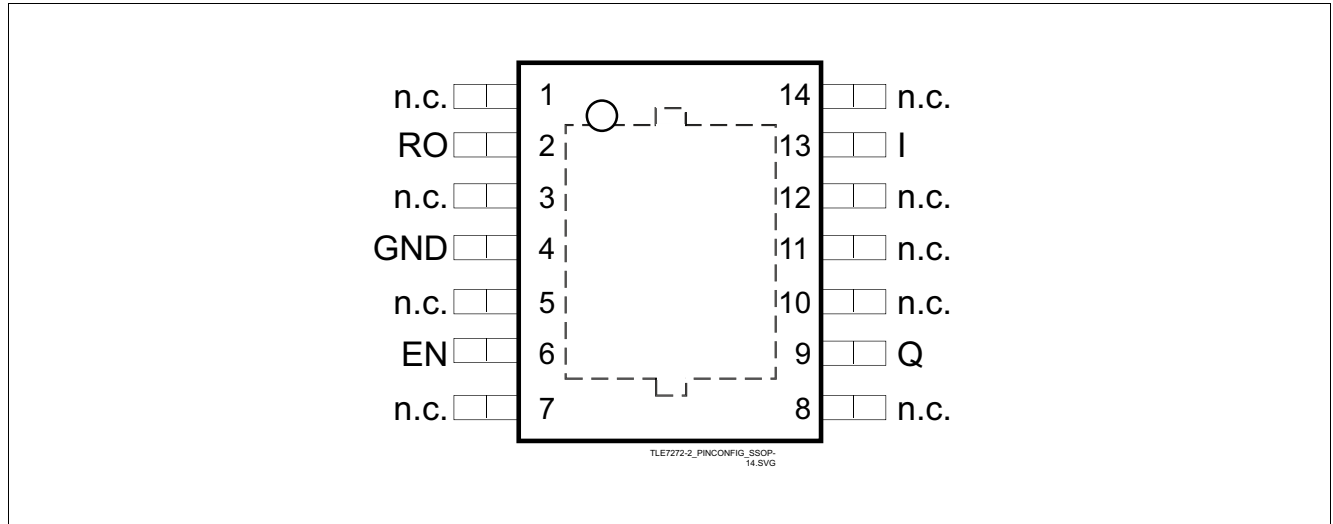 n.c. 1 14 n.c.
RO 2 13 I
n.c. 3 12 n.c.
GND 4 11 n.c.
n.c. 5 10 n.c.
EN 6 9 Q
n.c. 7 8 n.c.
TLE7272-2_PINCONFIG_SSOP-
14.SVG